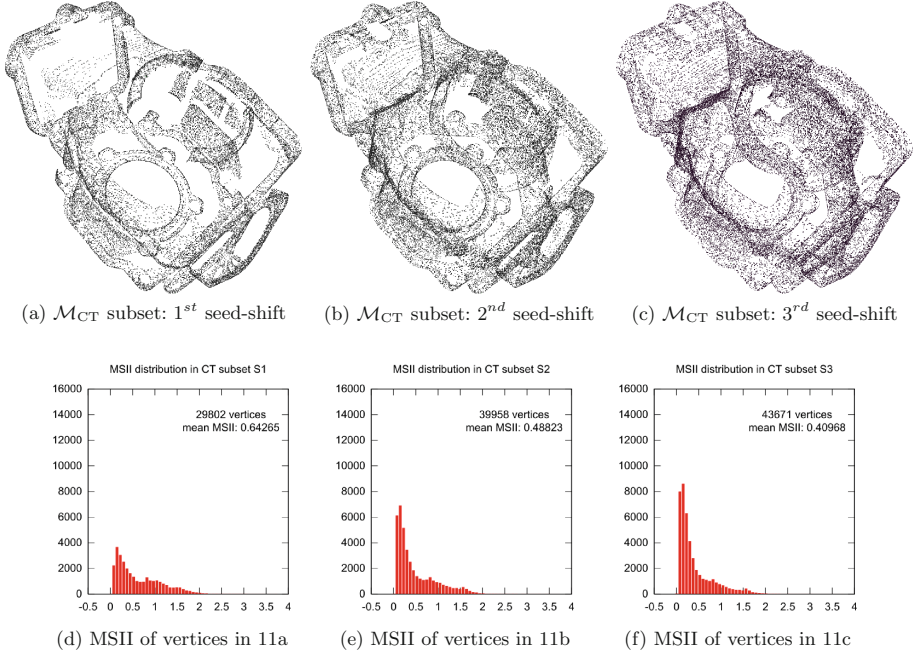 (a) ℳCT subset: 1st seed-shift
(b) ℳCT subset: 2nd seed-shift
(c) ℳCT subset: 3rd seed-shift
MSII distribution in CT subset S1
16000
14000
12000
10000
8000
6000
4000
2000
0
29802 vertices
mean MSII: 0.64265
-0.5 0 0.5 1 1.5 2 2.5 3 3.5 4
MSII distribution in CT subset S2
16000
14000
12000
10000
8000
6000
4000
2000
0
39958 vertices
mean MSII: 0.48823
-0.5 0 0.5 1 1.5 2 2.5 3 3.5 4
MSII distribution in CT subset S3
16000
14000
12000
10000
8000
6000
4000
2000
0
43671 vertices
mean MSII: 0.40968
-0.5 0 0.5 1 1.5 2 2.5 3 3.5 4
(d) MSII of vertices in 11a
(e) MSII of vertices in 11b
(f) MSII of vertices in 11c